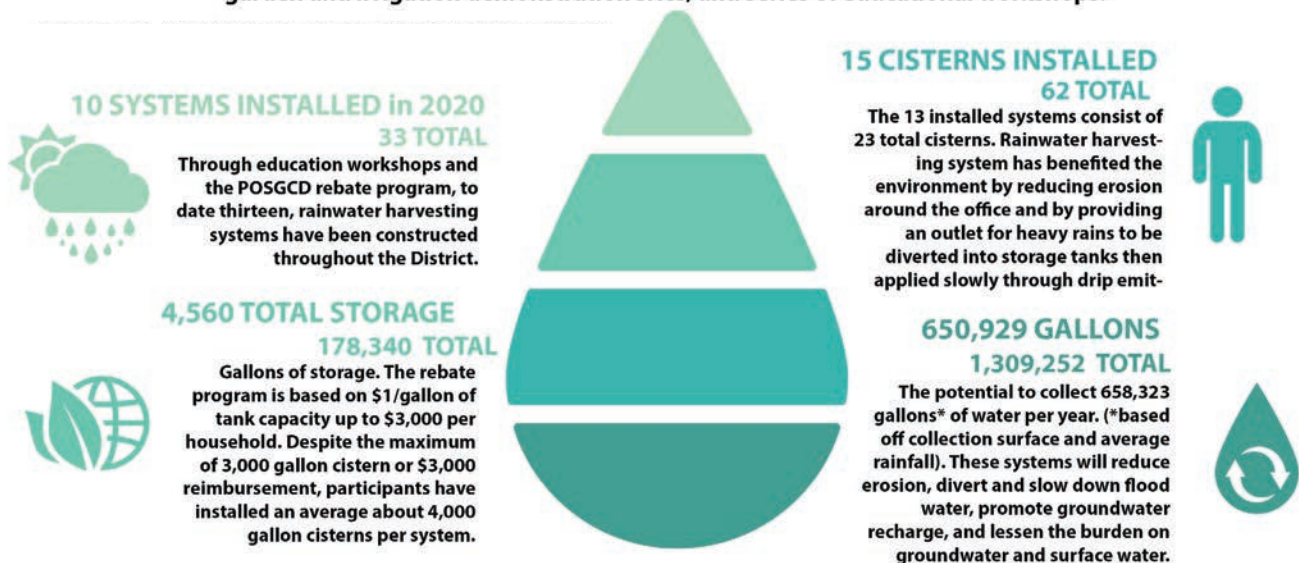 10 SYSTEMS INSTALLED in 2020
33 TOTAL
Through education workshops and
the POSGCD rebate program, to
date thirteen, rainwater harvesting
systems have been constructed
throughout the District.
4,560 TOTAL STORAGE
178,340 TOTAL
Gallons of storage. The rebate
program is based on $1/gallon of
tank capacity up to $3,000 per
household. Despite the maximum
of 3,000 gallon cistern or $3,000
reimbursement, participants have
installed an average about 4,000
gallon cisterns per system.
15 CISTERNS INSTALLED
62 TOTAL
The 13 installed systems consist of
23 total cisterns. Rainwater harvest-
ing system has benefited the
environment by reducing erosion
around the office and by providing
an outlet for heavy rains to be
diverted into storage tanks then
applied slowly through drip emit-
650,929 GALLONS
1,309,252 TOTAL
The potential to collect 658,323
gallons* of water per year. (*based
off collection surface and average
rainfall). These systems will reduce
erosion, divert and slow down flood
water, promote groundwater
recharge, and lessen the burden on
groundwater and surface water.